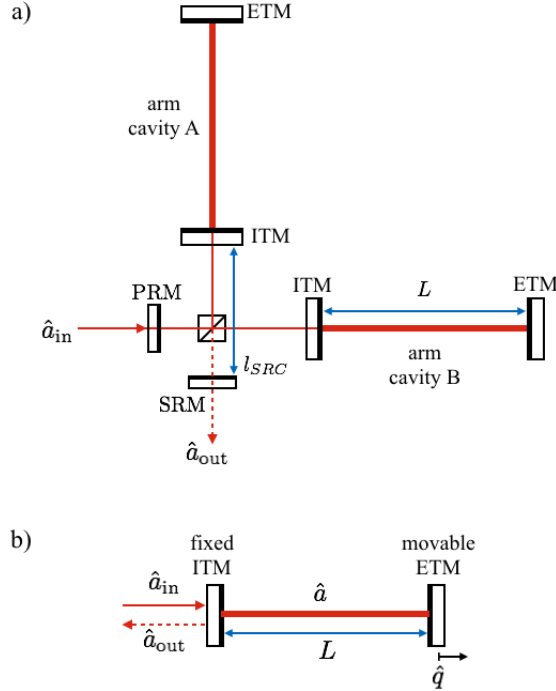 a)
ETM
arm
cavity A
ITM
PRM
ITM
ETM
L
â_in
arm
cavity B
l_SRC
SRM
â_out
b)
fixed
ITM
movable
ETM
â_in
â
â_out
L
q̂